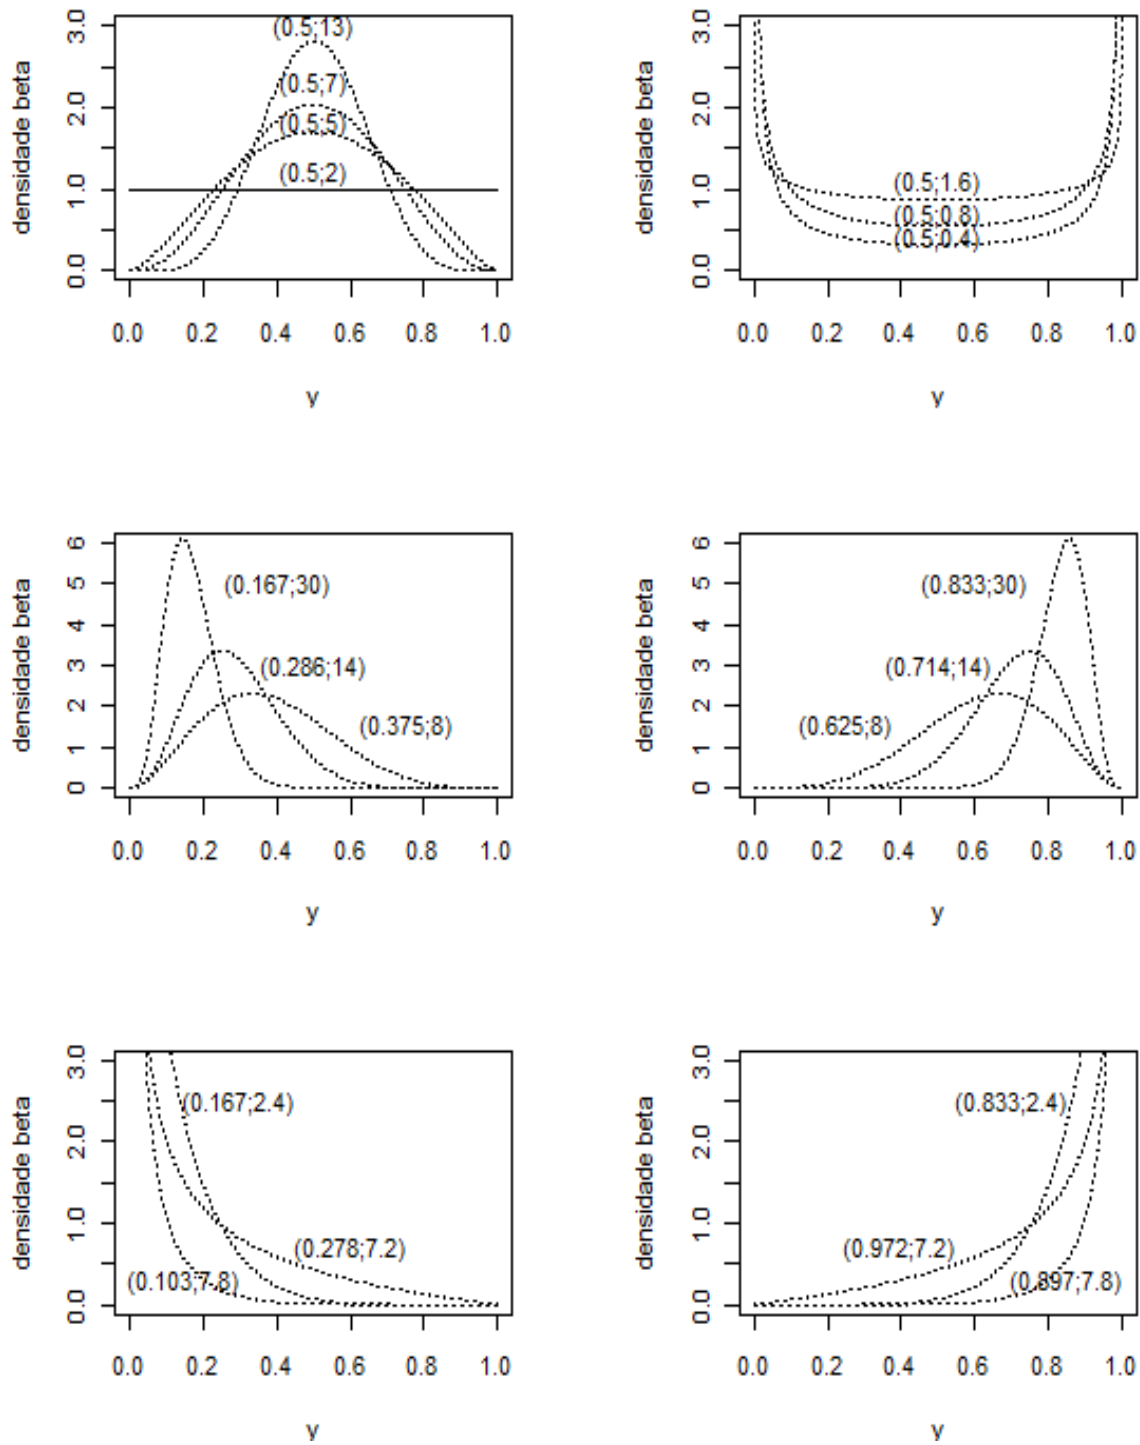 densidade beta
0.0 1.0 2.0 3.0
(0.5;13)
(0.5;7)
(0.5;5)
(0.5;2)
0.0 0.2 0.4 0.6 0.8 1.0
y
densidade beta
0.0 1.0 2.0 3.0
(0.5;1.6)
(0.5;0.8)
(0.5;0.4)
0.0 0.2 0.4 0.6 0.8 1.0
y
densidade beta
0 1 2 3 4 5 6
(0.167;30)
(0.286;14)
(0.375;8)
0.0 0.2 0.4 0.6 0.8 1.0
y
densidade beta
0 1 2 3 4 5 6
(0.833;30)
(0.714;14)
(0.625;8)
0.0 0.2 0.4 0.6 0.8 1.0
y
densidade beta
0.0 1.0 2.0 3.0
(0.167;2.4)
(0.278;7.2)
(0.103;7.8)
0.0 0.2 0.4 0.6 0.8 1.0
y
densidade beta
0.0 1.0 2.0 3.0
(0.833;2.4)
(0.972;7.2)
(0.897;7.8)
0.0 0.2 0.4 0.6 0.8 1.0
y